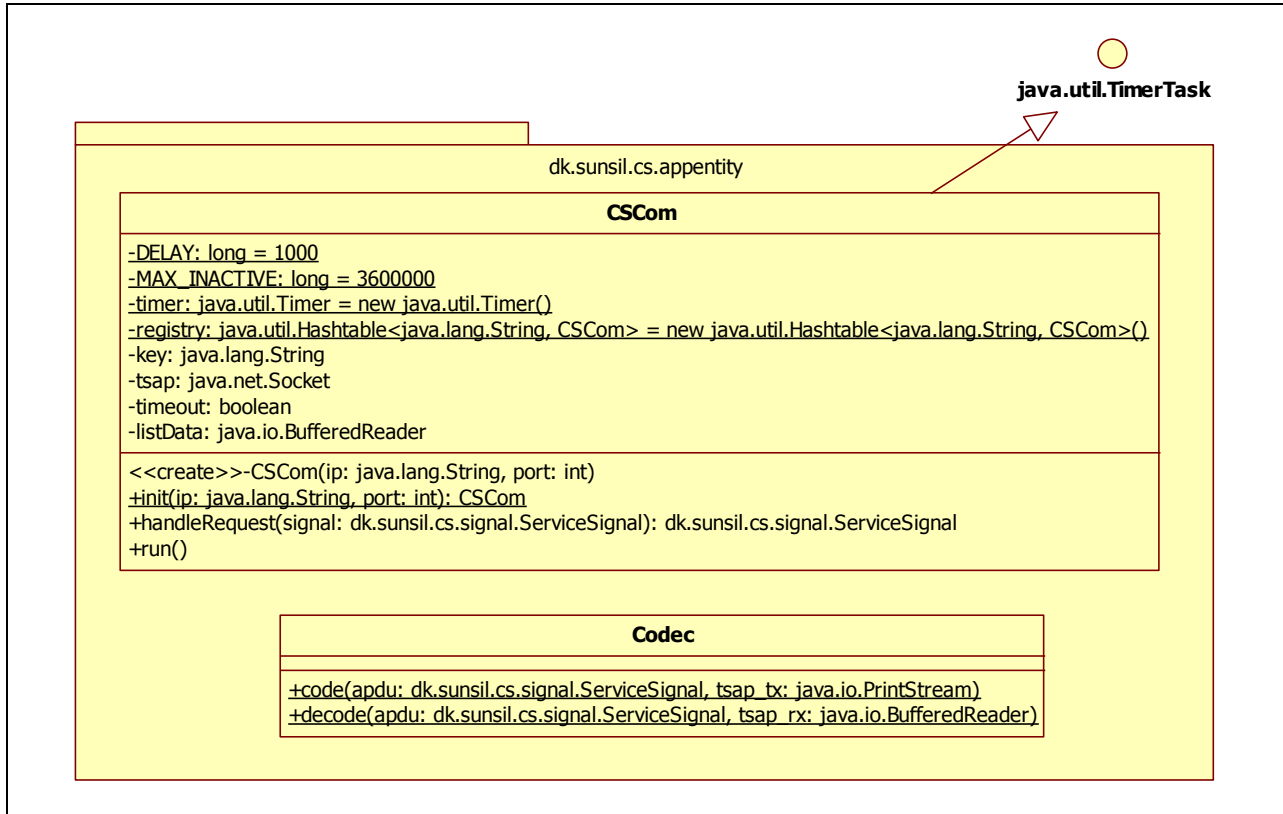 java.util.TimerTask
dk.sunsil.cs.appentity
CSCom
-DELAY: long = 1000
-MAX_INACTIVE: long = 3600000
-timer: java.util.Timer = new java.util.Timer()
-registry: java.util.Hashtable<java.lang.String, CSCom> = new java.util.Hashtable<java.lang.String, CSCom>()
-key: java.lang.String
-tsap: java.net.Socket
-timeout: boolean
-listData: java.io.BufferedReader
<<create>>-CSCom(ip: java.lang.String, port: int)
+init(ip: java.lang.String, port: int): CSCom
+handleRequest(signal: dk.sunsil.cs.signal.ServiceSignal): dk.sunsil.cs.signal.ServiceSignal
+run()
Codec
+code(apdu: dk.sunsil.cs.signal.ServiceSignal, tsap_tx: java.io.PrintStream)
+decode(apdu: dk.sunsil.cs.signal.ServiceSignal, tsap_rx: java.io.BufferedReader)